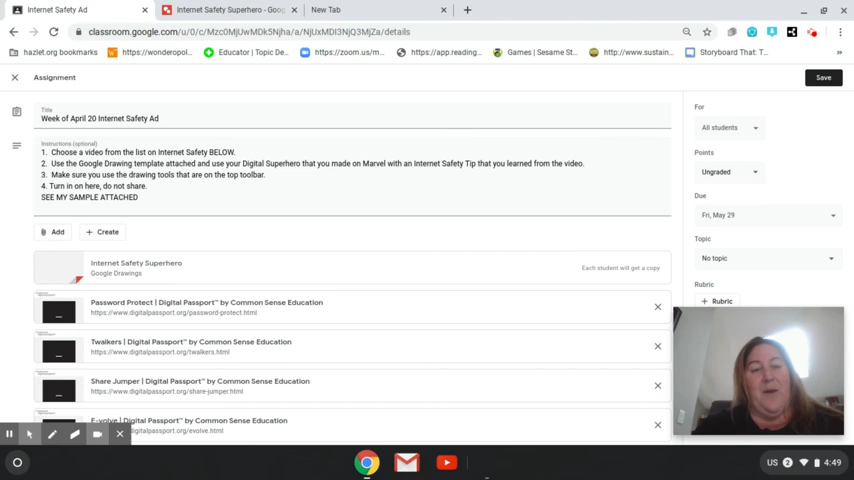 Internet Safety Ad
Internet Safety Superhero - Goo
New Tab
classroom.google.com/u/0/c/Mzc0MjUwMDk5Njha/a/NjUxMDI3NjQ3MjZa/details
hazlet.org bookmarks
https://wonderopol...
Educator | Topic De...
https://zoom.us/m...
https://app.reading...
Games | Sesame St...
http://www.sustain...
Storyboard That: T...
»
Assignment
Save
Title
Week of April 20 Internet Safety Ad
Instructions (optional)
1. Choose a video from the list on Internet Safety BELOW.
2. Use the Google Drawing template attached and use your Digital Superhero that you made on Marvel with an Internet Safety Tip that you learned from the video.
3. Make sure you use the drawing tools that are on the top toolbar.
4. Turn in on here, do not share.
SEE MY SAMPLE ATTACHED
Add
Create
Internet Safety Superhero
Google Drawings
Each student will get a copy
Password Protect | Digital Passport™ by Common Sense Education
https://www.digitalpassport.org/password-protect.html
Twalkers | Digital Passport™ by Common Sense Education
https://www.digitalpassport.org/twalkers.html
Share Jumper | Digital Passport™ by Common Sense Education
https://www.digitalpassport.org/share-jumper.html
E-volve | Digital Passport™ by Common Sense Education
www.digitalpassport.org/evolve.html
For
All students
Points
Ungraded
Due
Fri, May 29
Topic
No topic
Rubric
+ Rubric
US 2 4:49